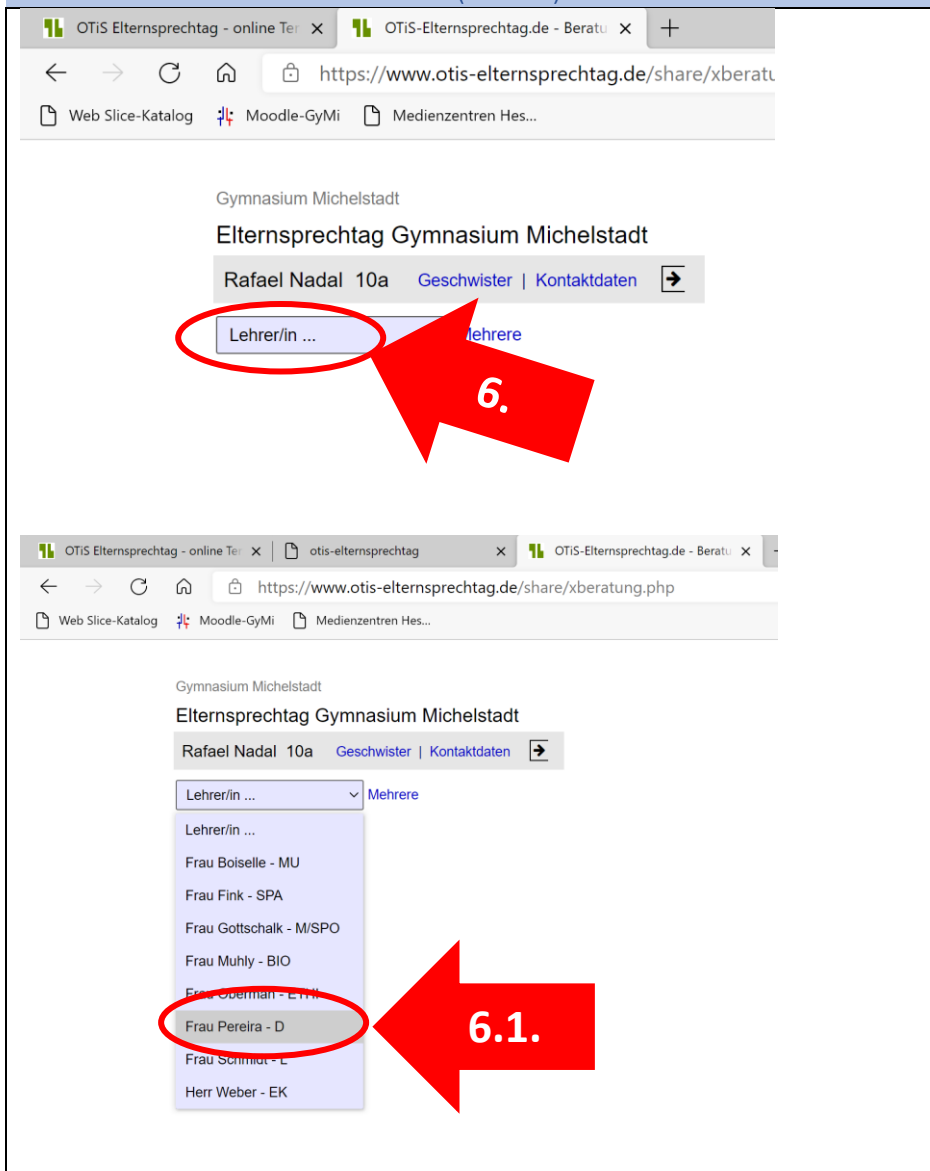 OTiS Elternsprechtag - online Ter
OTiS-Elternsprechtag.de - Beratu
https://www.otis-elternsprechtag.de/share/xberatu
Web Slice-Katalog Moodle-GyMi Medienzentren Hes...
Gymnasium Michelstadt
Elternsprechtag Gymnasium Michelstadt
Rafael Nadal 10a Geschwister | Kontaktdaten
Lehrer/in ...
6.
OTiS Elternsprechtag - online Ter
otis-elternsprechtag
OTiS-Elternsprechtag.de - Beratu
https://www.otis-elternsprechtag.de/share/xberatung.php
Web Slice-Katalog Moodle-GyMi Medienzentren Hes...
Gymnasium Michelstadt
Elternsprechtag Gymnasium Michelstadt
Rafael Nadal 10a Geschwister | Kontaktdaten
Lehrer/in ... Mehrere
Lehrer/in ...
Frau Boiselle - MU
Frau Fink - SPA
Frau Gottschalk - M/SPO
Frau Muhly - BIO
Frau Oberman -
Frau Pereira - D
6.1.
Frau Schmidt -
Herr Weber - EK